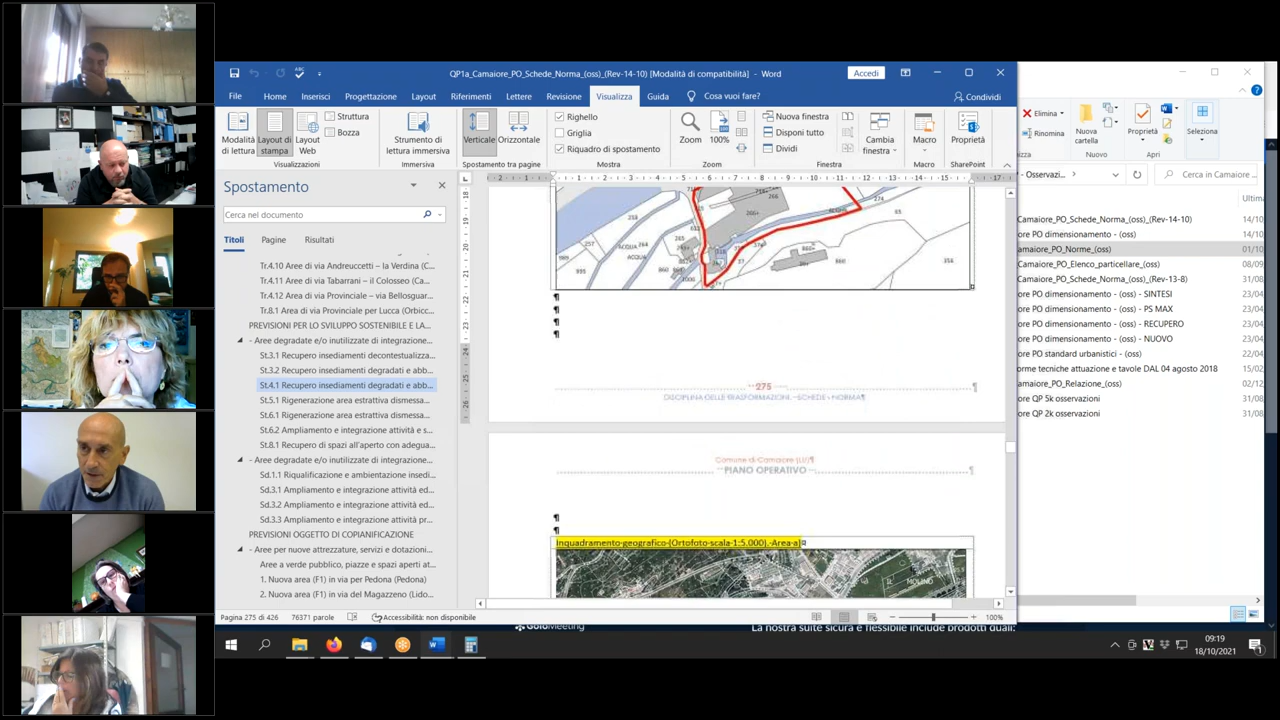 QP1a_Camaiore_PO_Schede_Norma_(oss)_(Rev-14-10) [Modalità di compatibilità] - Word
Accedi
File Home Inserisci Progettazione Layout Riferimenti Lettere Revisione Visualizza Guida Cosa vuoi fare? Condividi
Modalità di lettura
Layout di stampa
Layout Web
Struttura
Bozza
Visualizzazioni
Strumento di lettura immersiva
Immersiva
Verticale
Orizzontale
Spostamento tra pagine
Righello
Griglia
Riquadro di spostamento
Mostra
Zoom
100%
Zoom
Nuova finestra
Disponi tutto
Dividi
Cambia finestra
Finestra
Macro
Macro
Proprietà
SharePoint
Spostamento
Cerca nel documento
Titoli Pagine Risultati
Tr.4.10 Aree di via Andreuccetti – la Verdina (C...
Tr.4.11 Aree di via Tabarrani – il Colosseo (Cam...
Tr.4.12 Area di via Provinciale – via Bellosguar...
Tr.8.1 Area di via Provinciale per Lucca (Orbicc...
PREVISIONI PER LO SVILUPPO SOSTENIBILE E LA...
Aree degradate e/o inutilizzate di integrazione...
St.3.1 Recupero insediamenti decontestualizza...
St.3.2 Recupero insediamenti degradati e abb...
St.4.1 Recupero insediamenti degradati e abb...
St.5.1 Rigenerazione area estrattiva dismessa...
St.6.1 Rigenerazione area estrattiva dismessa...
St.6.2 Ampliamento e integrazione attività e s...
St.8.1 Recupero di spazi all'aperto con adegua...
Aree degradate e/o inutilizzate di integrazione...
Sd.1.1 Riqualificazione e ambientazione insedi...
Sd.3.1 Ampliamento e integrazione attività ed...
Sd.3.2 Ampliamento e integrazione attività ed...
Sd.3.3 Ampliamento e integrazione attività pr...
PREVISIONI OGGETTO DI COPIANIFICAZIONE
Aree per nuove attrezzature, servizi e dotazioni...
Aree a verde pubblico, piazze e spazi aperti at...
1. Nuova area (F1) in via per Pedona (Pedona)
2. Nuova area (F1) in via del Magazzeno (Lido...
275
DISCIPLINA DELLE TRASFORMAZIONI. SCHEDE - NORMA
Comune di Camaiore (LU)
PIANO OPERATIVO
Inquadramento geografico (Ortofoto scala 1:5.000). Area a
IL MOLINO
Pagina 275 di 426 76371 parole Accessibilità: non disponibile 100%
Elimina
Rinomina
Nuova cartella
Nuovo
Proprietà
Apri
Seleziona
- Osservazi...
Cerca in Camaiore ...
Ultima
Camaiore_PO_Schede_Norma_(oss)_(Rev-14-10) 14/10
ore PO dimensionamento - (oss) 14/10
amaiore_PO_Norme_(oss) 01/10
amaiore_PO_Elenco_particellare_(oss) 08/09
amaiore_PO_Schede_Norma_(oss)_(Rev-13-8)
ore PO dimensionamento - (oss) - SINTESI 23/04
ore PO dimensionamento - (oss) - PS MAX 23/04
ore PO dimensionamento - (oss) - RECUPERO 23/04
ore PO dimensionamento - (oss) - NUOVO 23/04
ore PO standard urbanistici - (oss) 23/04
orme tecniche attuazione e tavole DAL 04 agosto 2018
amaiore_PO_Relazione_(oss) 02/12
ore QP 5k osservazioni 31/08
ore QP 2k osservazioni 31/08
GoToMeeting
La nostra suite sicura e flessibile include prodotti quali:
09:19
18/10/2021